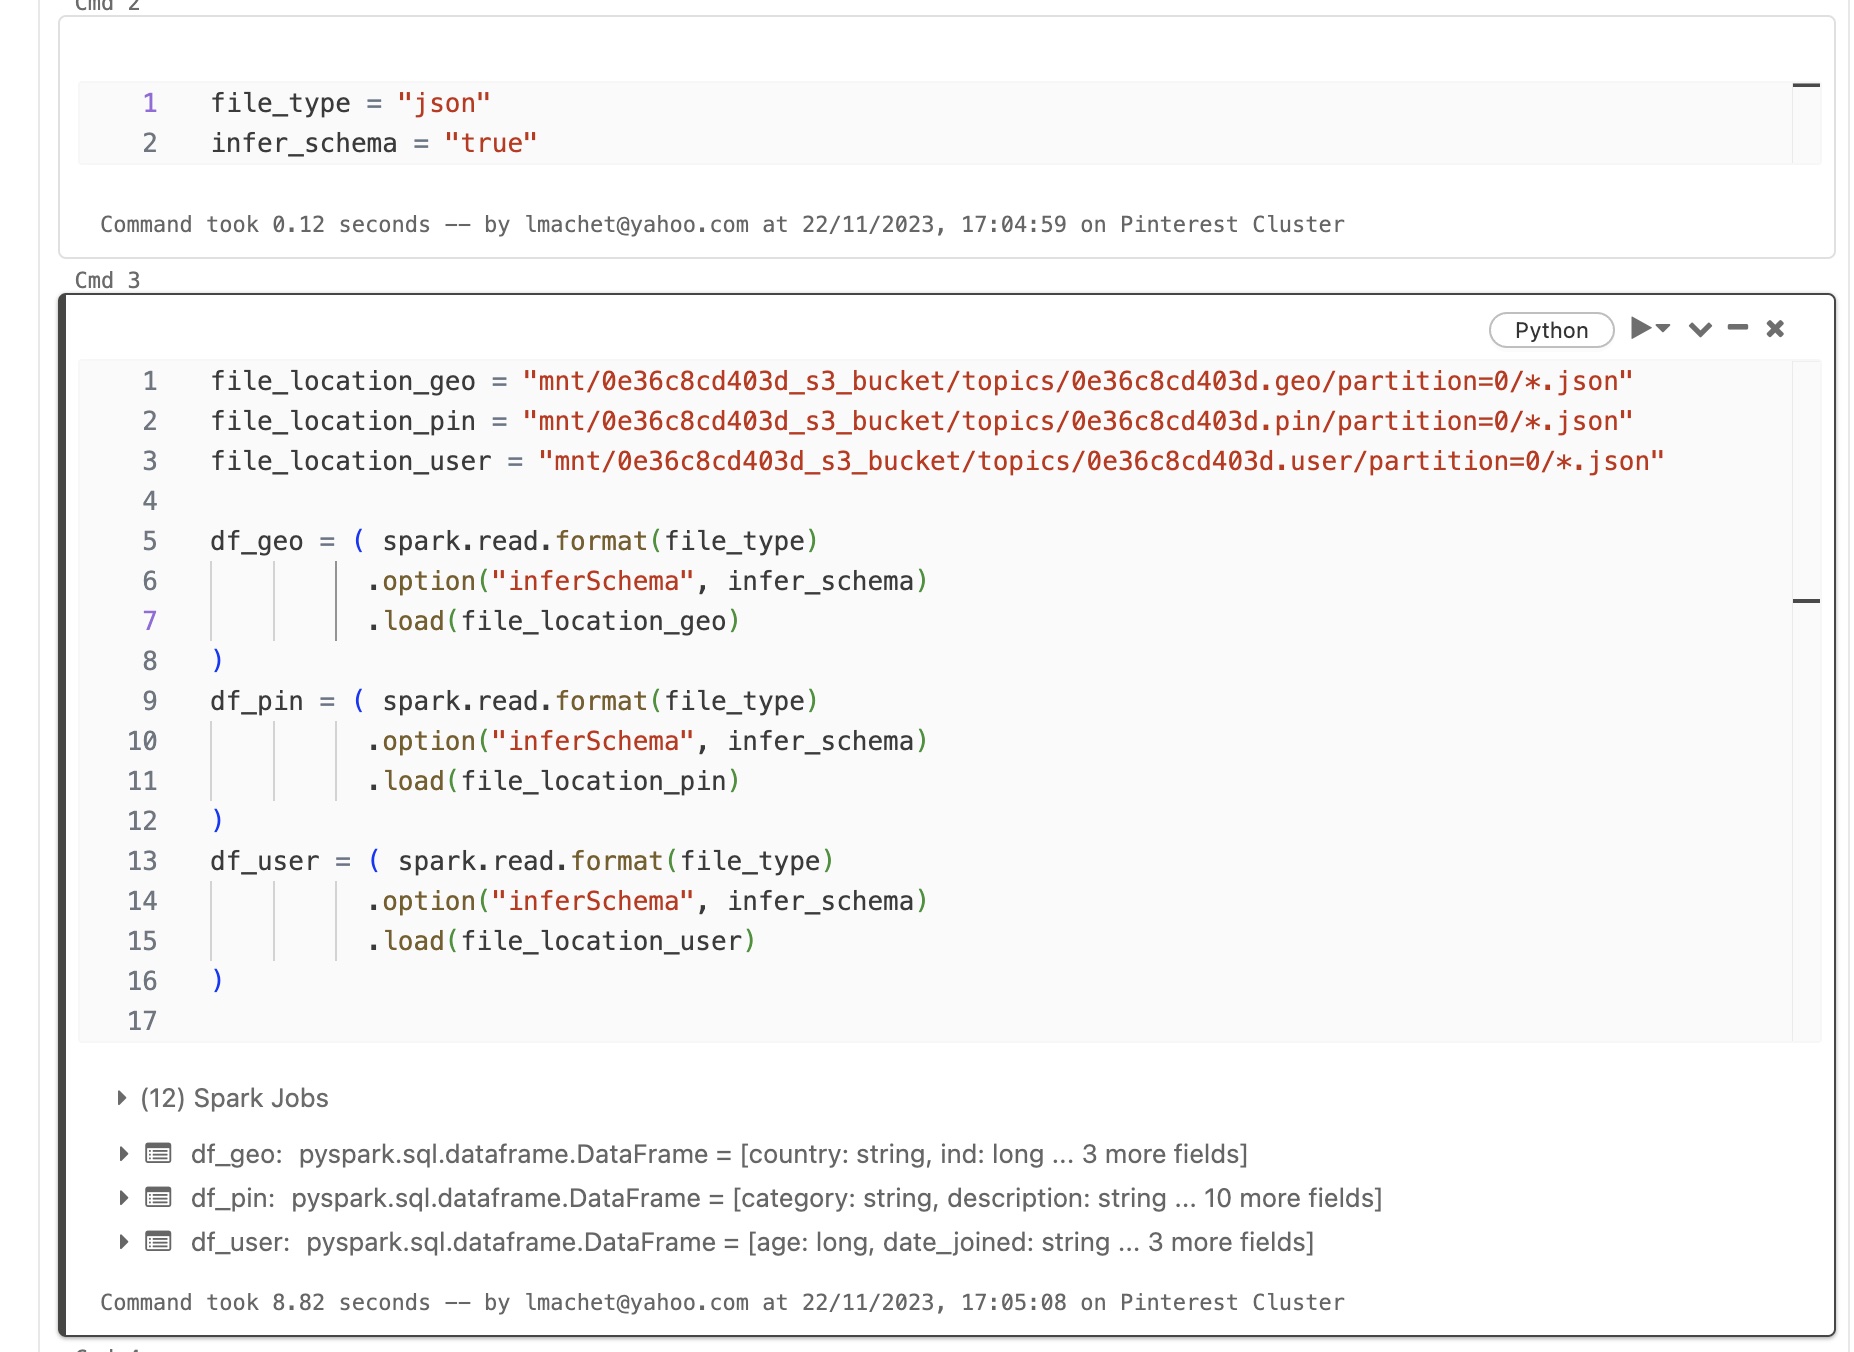 Cmd 2
1 file_type = "json"
2 infer_schema = "true"
Command took 0.12 seconds -- by lmachet@yahoo.com at 22/11/2023, 17:04:59 on Pinterest Cluster
Cmd 3
Python
1 file_location_geo = "mnt/0e36c8cd403d_s3_bucket/topics/0e36c8cd403d.geo/partition=0/*.json"
2 file_location_pin = "mnt/0e36c8cd403d_s3_bucket/topics/0e36c8cd403d.pin/partition=0/*.json"
3 file_location_user = "mnt/0e36c8cd403d_s3_bucket/topics/0e36c8cd403d.user/partition=0/*.json"
4
5 df_geo = ( spark.read.format(file_type)
6 .option("inferSchema", infer_schema)
7 .load(file_location_geo)
8 )
9 df_pin = ( spark.read.format(file_type)
10 .option("inferSchema", infer_schema)
11 .load(file_location_pin)
12 )
13 df_user = ( spark.read.format(file_type)
14 .option("inferSchema", infer_schema)
15 .load(file_location_user)
16 )
17
(12) Spark Jobs
df_geo: pyspark.sql.dataframe.DataFrame = [country: string, ind: long ... 3 more fields]
df_pin: pyspark.sql.dataframe.DataFrame = [category: string, description: string ... 10 more fields]
df_user: pyspark.sql.dataframe.DataFrame = [age: long, date_joined: string ... 3 more fields]
Command took 8.82 seconds -- by lmachet@yahoo.com at 22/11/2023, 17:05:08 on Pinterest Cluster